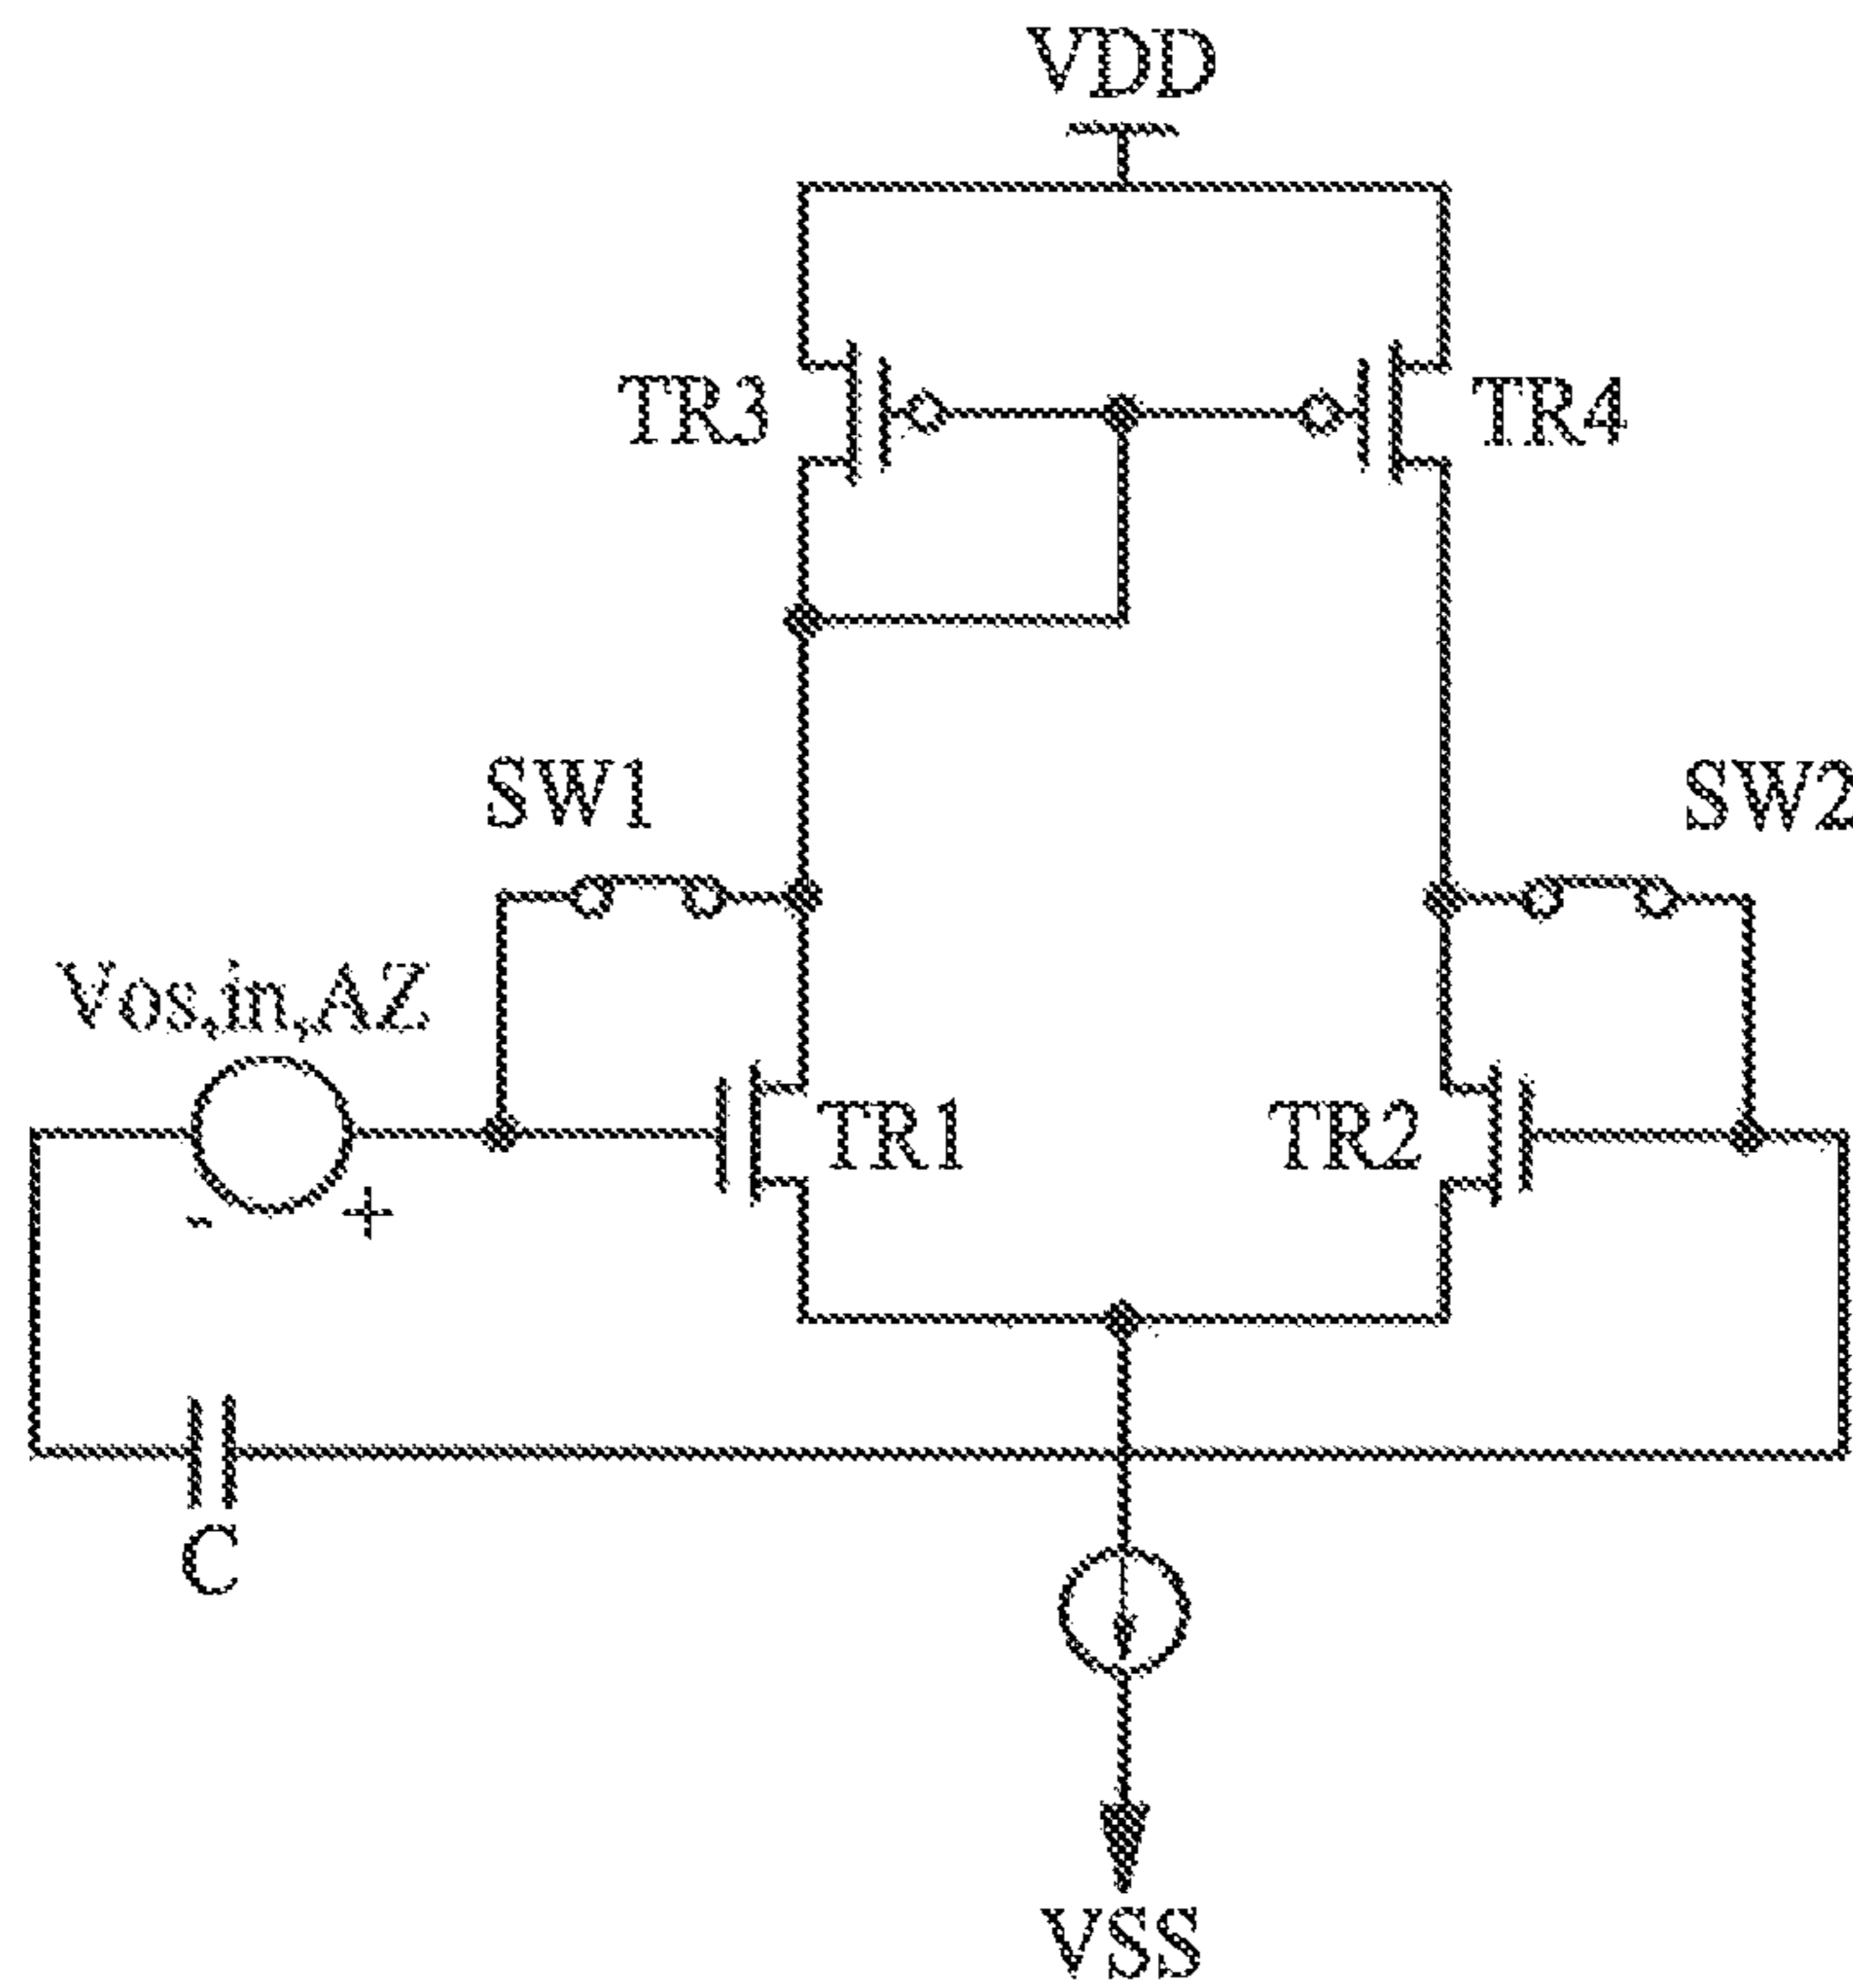 VDD
TR3
TR4
SW1
SW2
Vos,in,AZ
TR1
TR2
- +
C
VSS